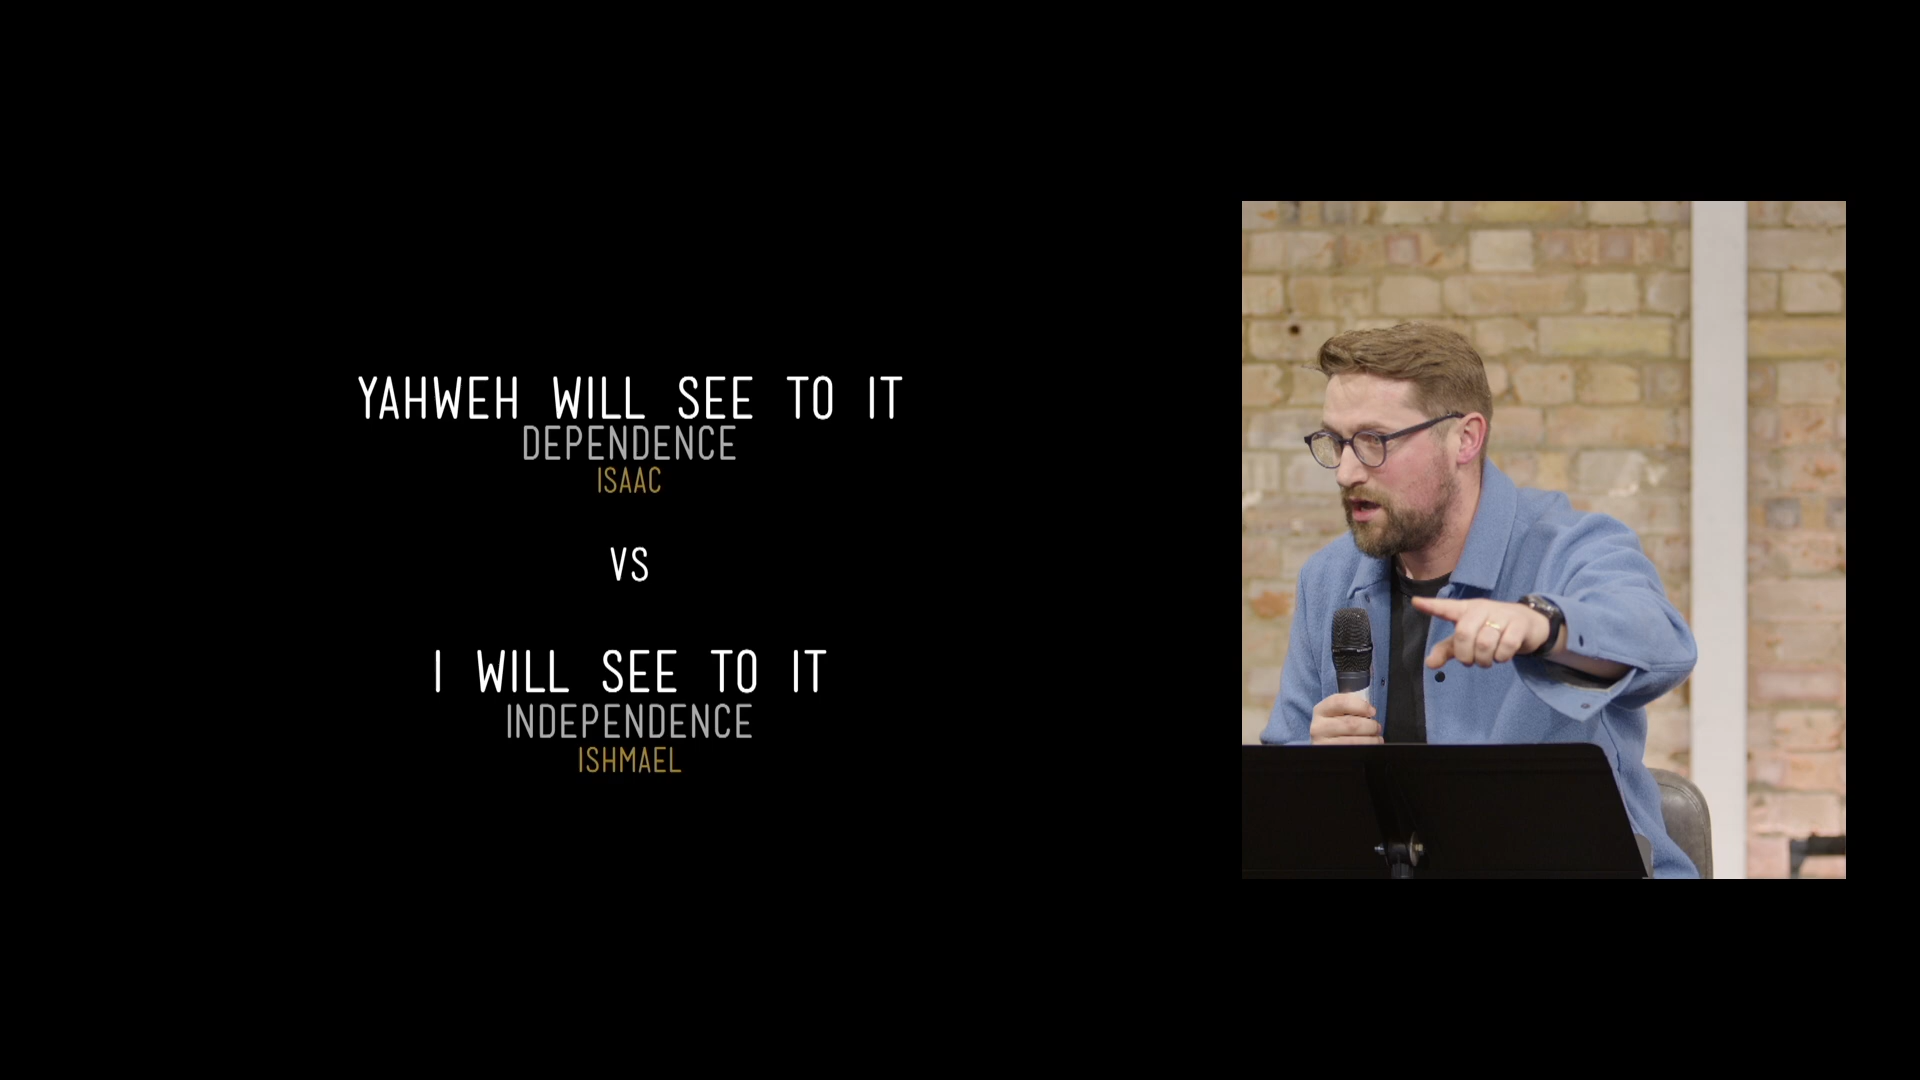 YAHWEH WILL SEE TO IT
DEPENDENCE
ISAAC
VS
I WILL SEE TO IT
INDEPENDENCE
ISHMAEL